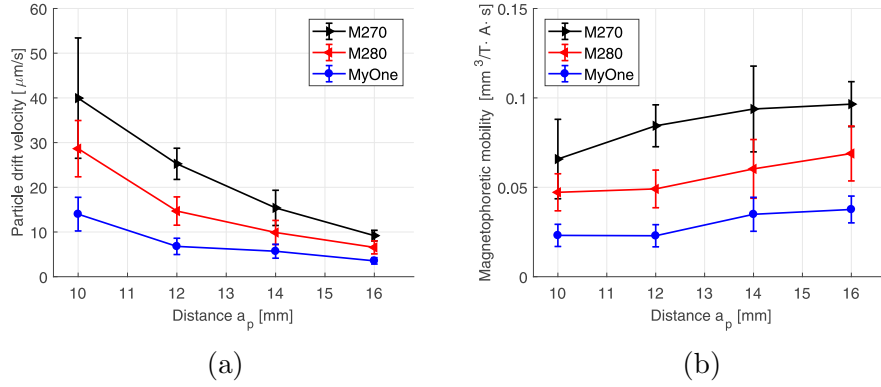 60
50
40
30
20
10
0
Particle drift velocity [ μm/s]
M270
M280
MyOne
10 11 12 13 14 15 16
Distance a_p [mm]
(a)
0.15
0.1
0.05
0
Magnetophoretic mobility [mm³/T· A· s]
M270
M280
MyOne
10 11 12 13 14 15 16
Distance a_p [mm]
(b)